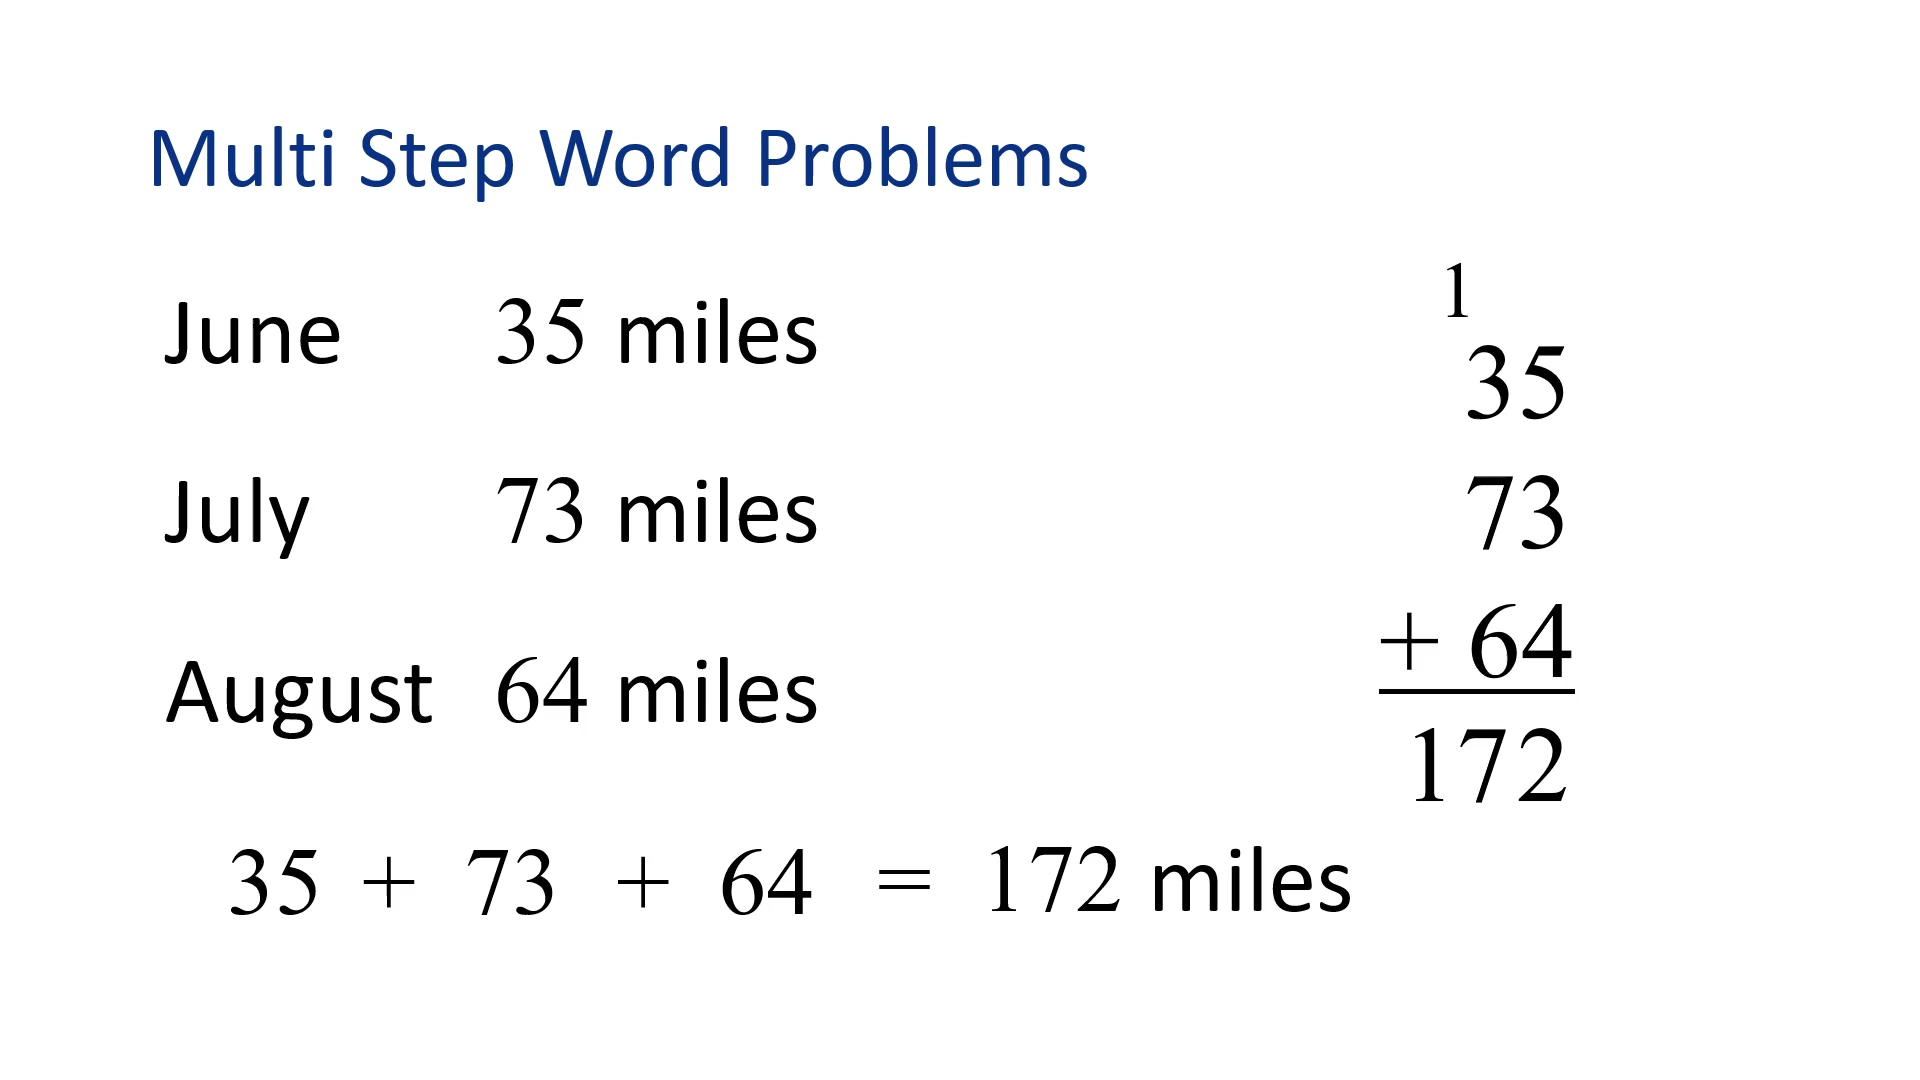 Multi Step Word Problems
June 35 miles
July 73 miles
August 64 miles
35 + 73 + 64 = 172 miles
1
35
73
+ 64
172